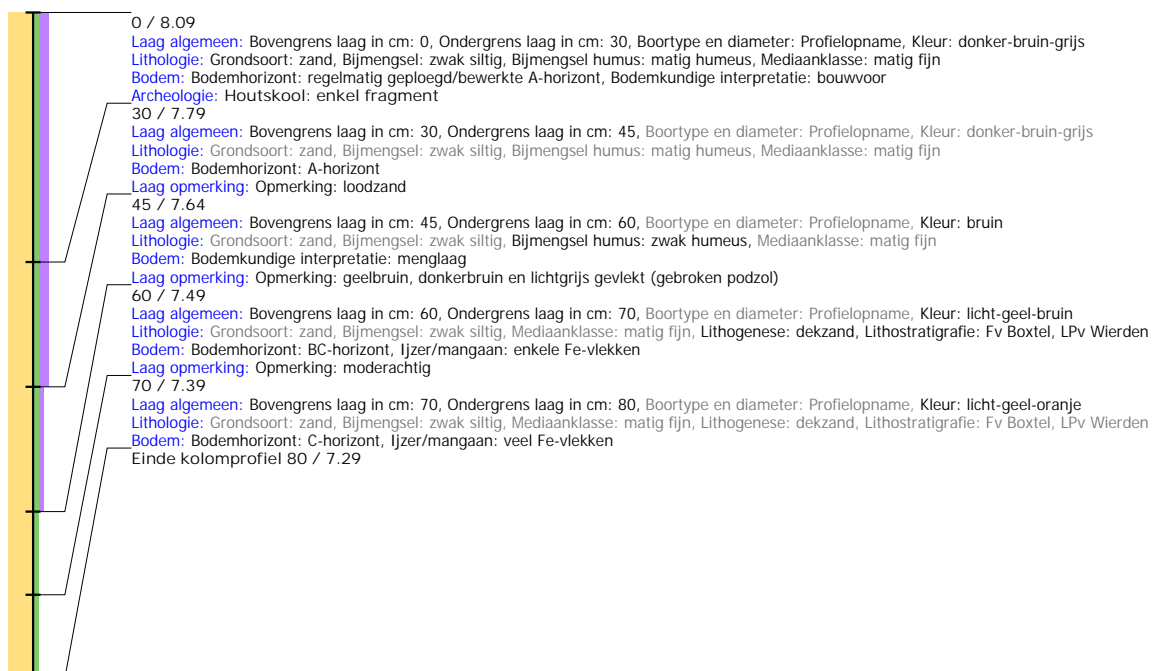 0 / 8.09
Laag algemeen: Bovengrens laag in cm: 0, Ondergrens laag in cm: 30, Boortype en diameter: Profielopname, Kleur: donker-bruin-grijs
Lithologie: Grondsoort: zand, Bijmengsel: zwak siltig, Bijmengsel humus: matig humeus, Mediaanklasse: matig fijn
Bodem: Bodemhorizont: regelmatig geploegd/bewerkte A-horizont, Bodemkundige interpretatie: bouwvoor
Archeologie: Houtskool: enkel fragment
30 / 7.79
Laag algemeen: Bovengrens laag in cm: 30, Ondergrens laag in cm: 45, Boortype en diameter: Profielopname, Kleur: donker-bruin-grijs
Lithologie: Grondsoort: zand, Bijmengsel: zwak siltig, Bijmengsel humus: matig humeus, Mediaanklasse: matig fijn
Bodem: Bodemhorizont: A-horizont
Laag opmerking: Opmerking: loodzand
45 / 7.64
Laag algemeen: Bovengrens laag in cm: 45, Ondergrens laag in cm: 60, Boortype en diameter: Profielopname, Kleur: bruin
Lithologie: Grondsoort: zand, Bijmengsel: zwak siltig, Bijmengsel humus: zwak humeus, Mediaanklasse: matig fijn
Bodem: Bodemkundige interpretatie: menglaag
Laag opmerking: Opmerking: geelbruin, donkerbruin en lichtgrijs gevlekt (gebroken podzol)
60 / 7.49
Laag algemeen: Bovengrens laag in cm: 60, Ondergrens laag in cm: 70, Boortype en diameter: Profielopname, Kleur: licht-geel-bruin
Lithologie: Grondsoort: zand, Bijmengsel: zwak siltig, Mediaanklasse: matig fijn, Lithogenese: dekzand, Lithostratigrafie: Fv Boxtel, LPv Wierden
Bodem: Bodemhorizont: BC-horizont, Ijzer/mangaan: enkele Fe-vlekken
Laag opmerking: Opmerking: moderachtig
70 / 7.39
Laag algemeen: Bovengrens laag in cm: 70, Ondergrens laag in cm: 80, Boortype en diameter: Profielopname, Kleur: licht-geel-oranje
Lithologie: Grondsoort: zand, Bijmengsel: zwak siltig, Mediaanklasse: matig fijn, Lithogenese: dekzand, Lithostratigrafie: Fv Boxtel, LPv Wierden
Bodem: Bodemhorizont: C-horizont, Ijzer/mangaan: veel Fe-vlekken
Einde kolomprofiel 80 / 7.29